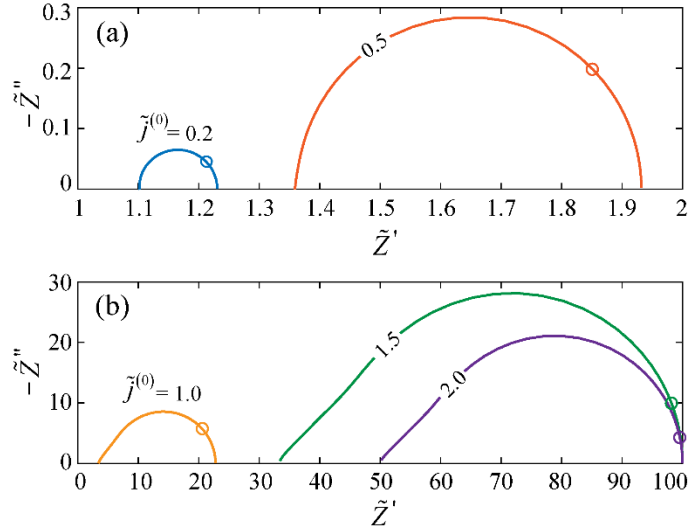 (a)
0.3
0.2
0.1
0
−Z̃″
0.5
j̃⁽⁰⁾ = 0.2
1 1.1 1.2 1.3 1.4 1.5 1.6 1.7 1.8 1.9 2
Z̃′
(b)
30
20
10
0
−Z̃″
1.5
2.0
j̃⁽⁰⁾ = 1.0
0 10 20 30 40 50 60 70 80 90 100
Z̃′